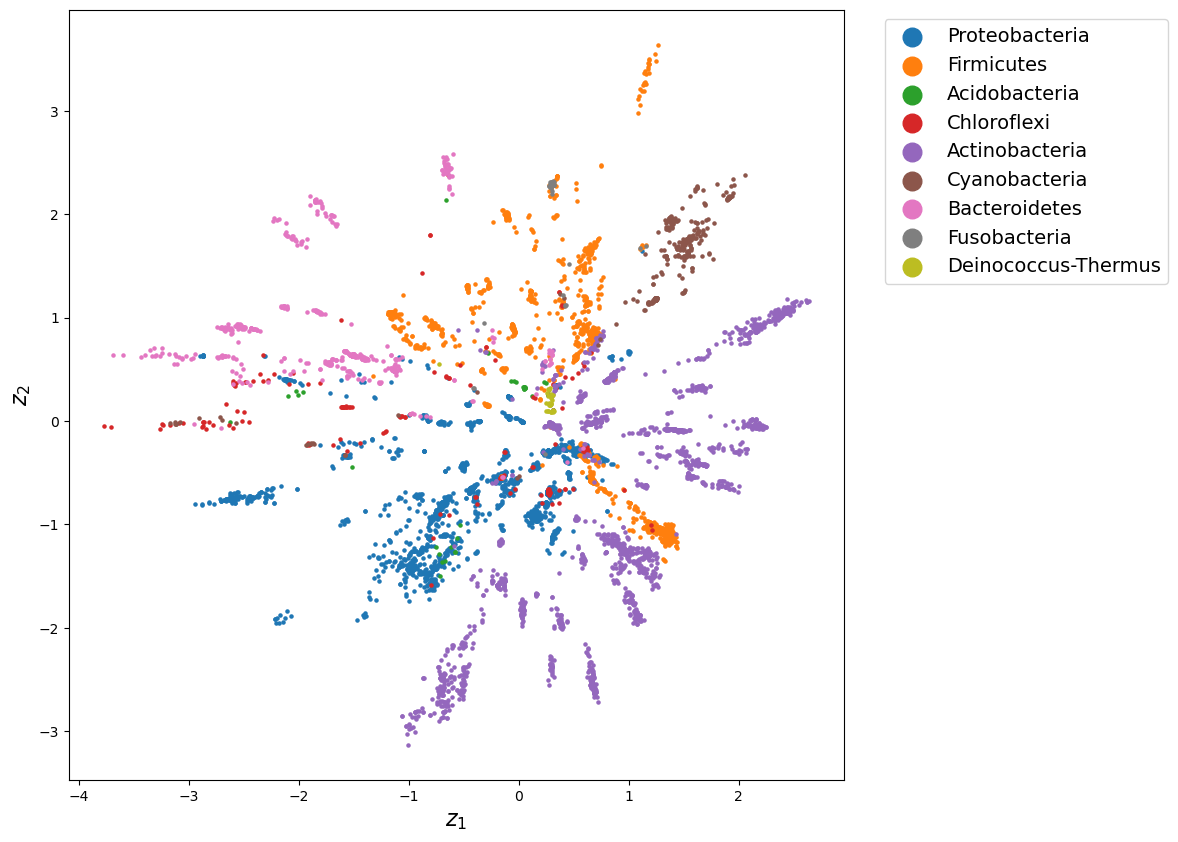 Proteobacteria
Firmicutes
Acidobacteria
Chloroflexi
Actinobacteria
Cyanobacteria
Bacteroidetes
Fusobacteria
Deinococcus-Thermus
3
2
1
0
−1
−2
−3
z₂
−4 −3 −2 −1 0 1 2
z₁